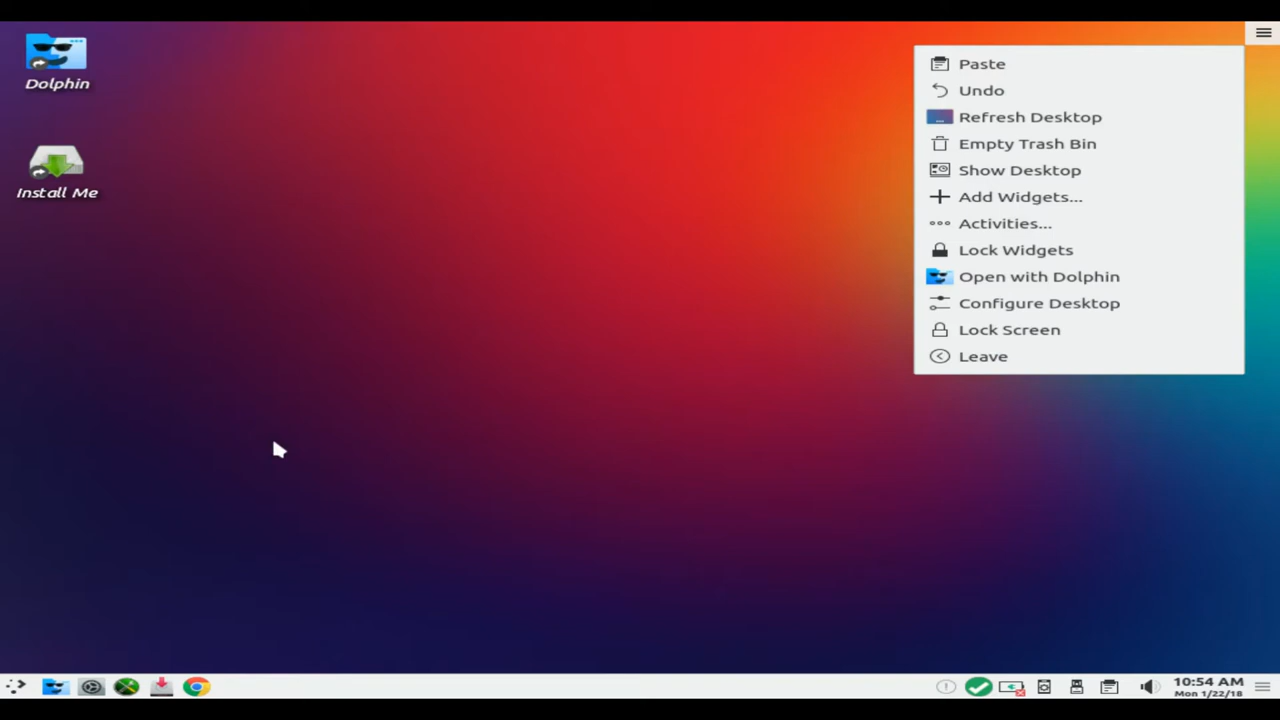 Dolphin
Install Me
Paste
Undo
Refresh Desktop
Empty Trash Bin
Show Desktop
Add Widgets...
Activities...
Lock Widgets
Open with Dolphin
Configure Desktop
Lock Screen
Leave
10:54 AM
Mon 1/22/18